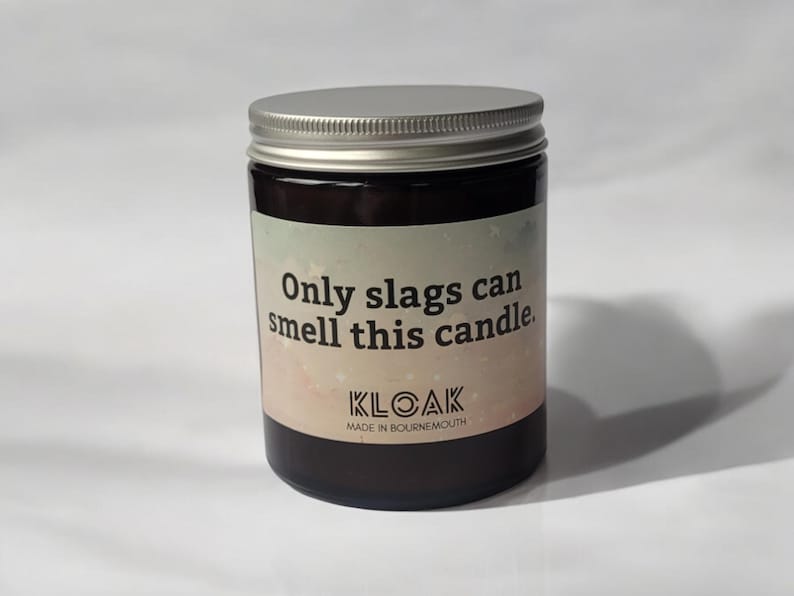 Only slags can
smell this candle.
KLOAK
MADE IN BOURNEMOUTH